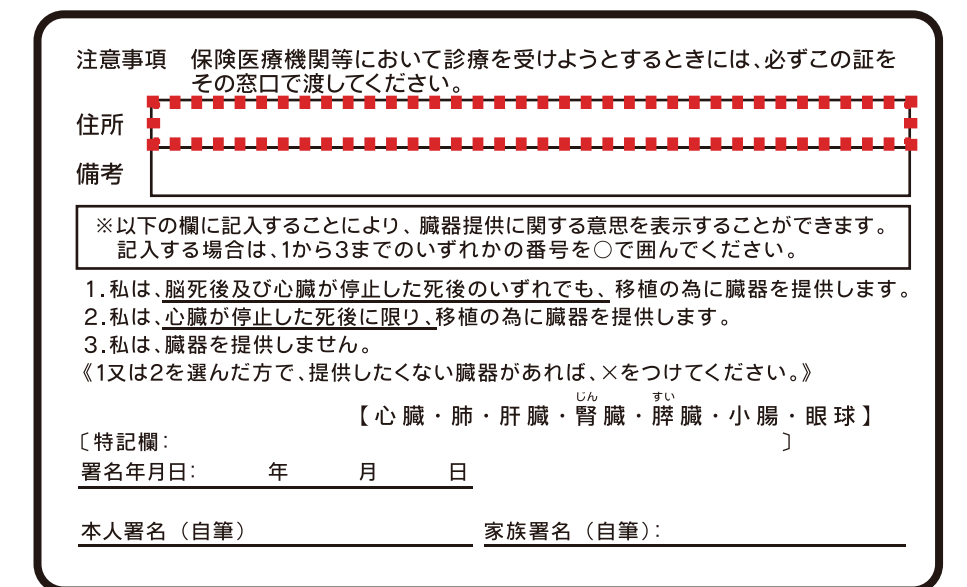 注意事項　保険医療機関等において診療を受けようとするときには、必ずこの証を
その窓口で渡してください。
住所
備考
※以下の欄に記入することにより、臓器提供に関する意思を表示することができます。
記入する場合は、1から3までのいずれかの番号を○で囲んでください。
1.私は、脳死後及び心臓が停止した死後のいずれでも、移植の為に臓器を提供します。
2.私は、心臓が停止した死後に限り、移植の為に臓器を提供します。
3.私は、臓器を提供しません。
《1又は2を選んだ方で、提供したくない臓器があれば、×をつけてください。》
じん　すい
【心臓・肺・肝臓・腎臓・膵臓・小腸・眼球】
〔特記欄：　〕
署名年月日：　年　月　日
本人署名（自筆）　家族署名（自筆）：